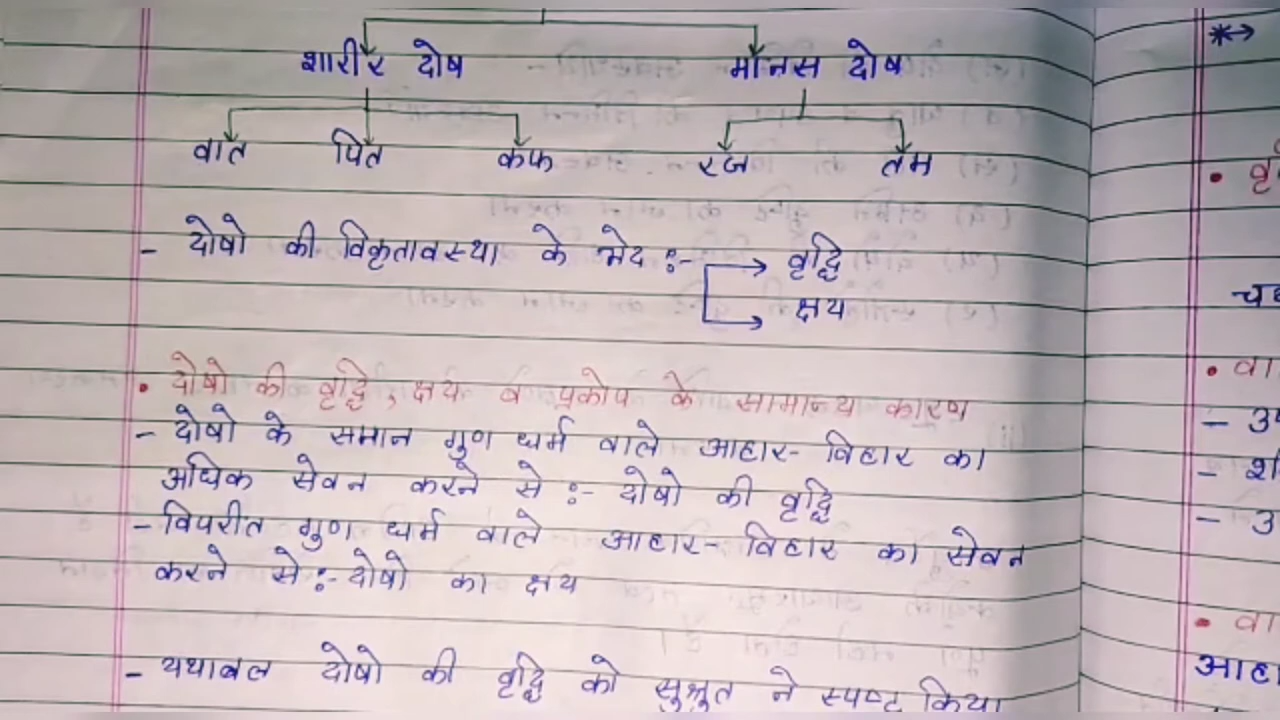 शारीर दोष मानस दोष
वात पित कफ रज तम
- दोषो की विकृतावस्था के भेद :- → वृद्धि
→ क्षय
• दोषो की वृद्धि, क्षय व प्रकोप के सामान्य कारण
- दोषो के समान गुण धर्म वाले आहार- विहार का
अधिक सेवन करने से :- दोषो की वृद्धि
- विपरीत गुण धर्म वाले आहार- विहार का सेवन
करने से :- दोषो का क्षय
- यथाबल दोषो की वृद्धि को सुश्रुत ने स्पष्ट किया